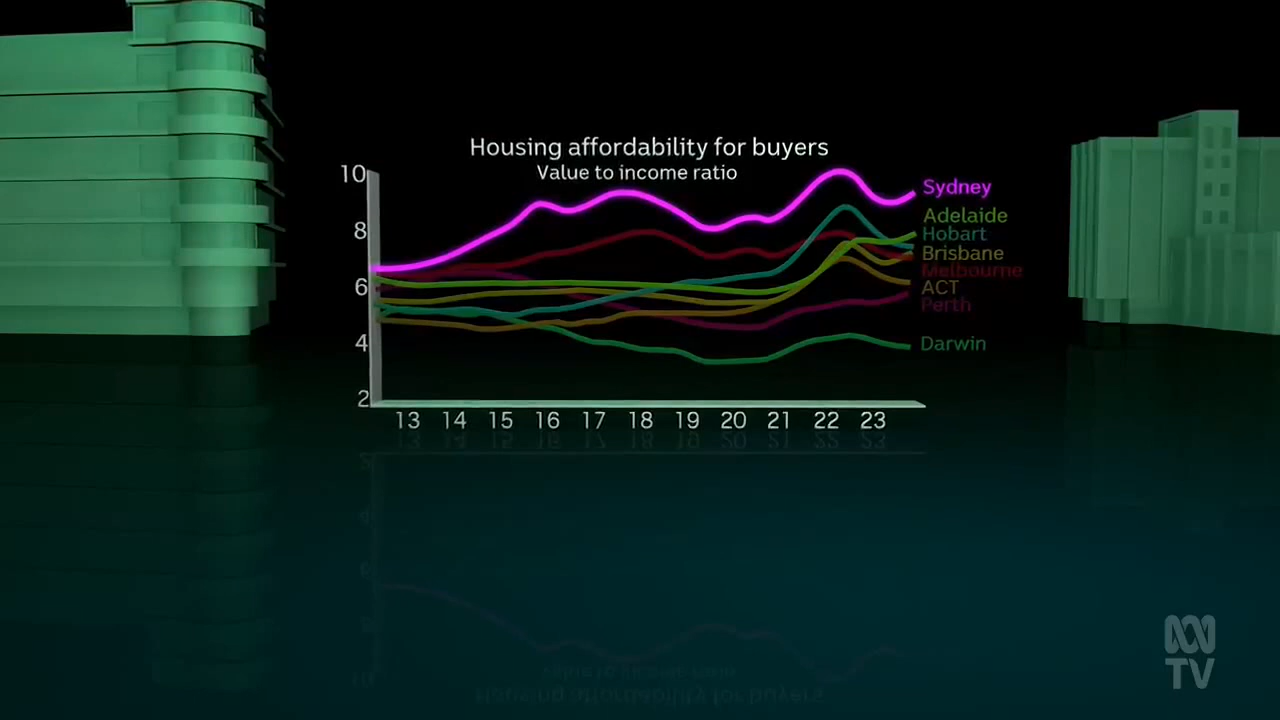 Housing affordability for buyers
Value to income ratio
10
8
6
4
2
13 14 15 16 17 18 19 20 21 22 23
Sydney
Adelaide
Hobart
Brisbane
Melbourne
ACT
Perth
Darwin
TV